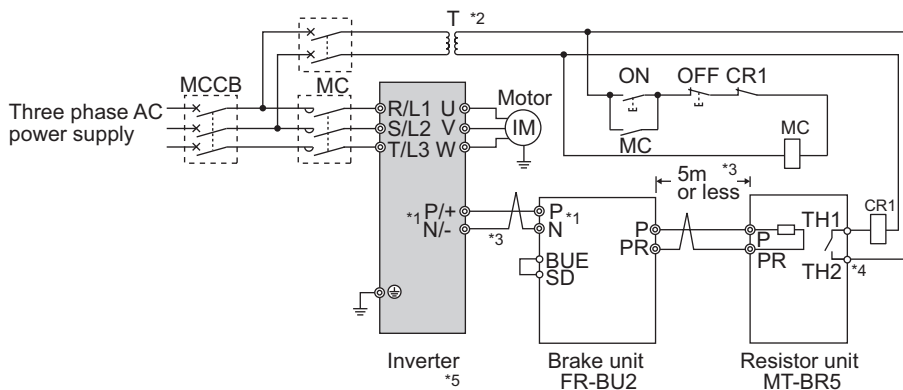 T *2
ON OFF CR1
MCCB MC
R/L1 U Motor
Three phase AC
power supply
S/L2 V IM
T/L3 W
MC
MC
5m *3
or less
*1 P/+ P *1
N/- *3 N
P
PR
P
PR
TH1
CR1
TH2 *4
BUE
SD
Inverter
*5
Brake unit
FR-BU2
Resistor unit
MT-BR5